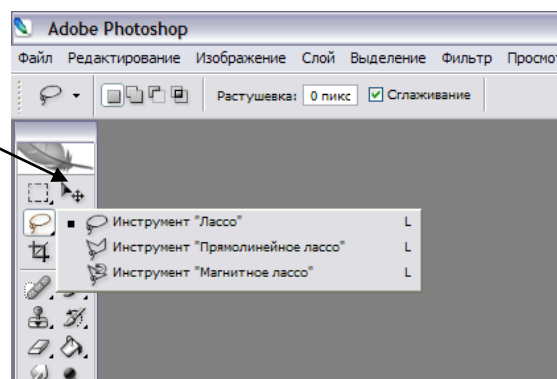 Adobe Photoshop
Файл Редактирование Изображение Слой Выделение Фильтр Просмот
Растушевка: 0 пикс Сглаживание
Инструмент "Лассо" L
Инструмент "Прямолинейное лассо" L
Инструмент "Магнитное лассо" L